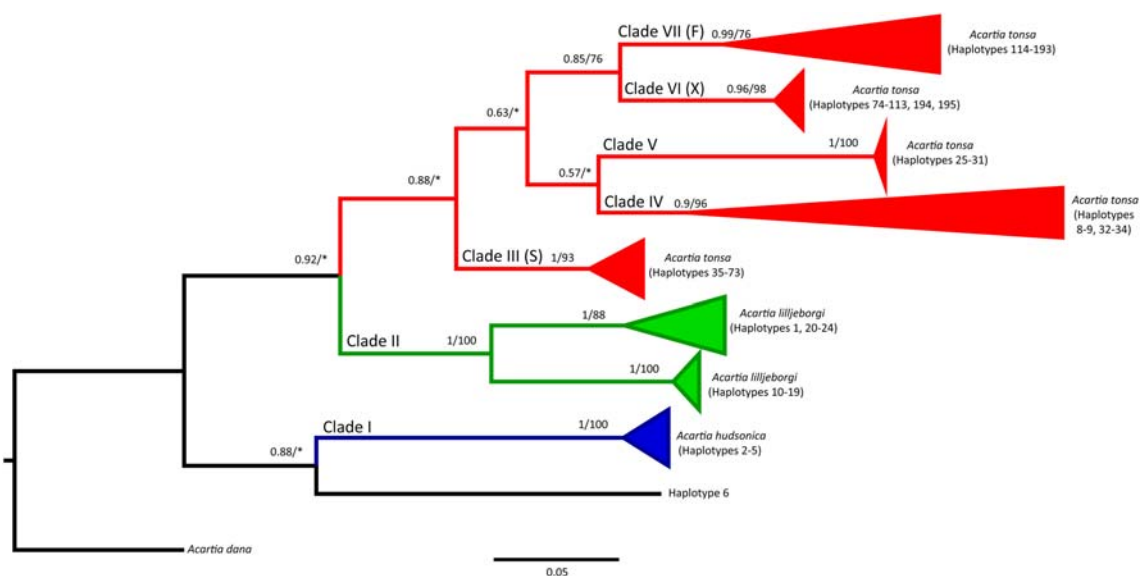 Clade VII (F)
0.99/76
Acartia tonsa
(Haplotypes 114-193)
0.85/76
Clade VI (X)
0.96/98
Acartia tonsa
(Haplotypes 74-113, 194, 195)
0.63/*
Clade V
1/100
Acartia tonsa
(Haplotypes 25-31)
0.57/*
0.88/*
Clade IV
0.9/96
Acartia tonsa
(Haplotypes
8-9, 32-34)
Clade III (S)
1/93
Acartia tonsa
(Haplotypes 35-73)
0.92/*
1/88
Acartia lilljeborgi
(Haplotypes 1, 20-24)
Clade II
1/100
1/100
Acartia lilljeborgi
(Haplotypes 10-19)
Clade I
1/100
Acartia hudsonica
(Haplotypes 2-5)
0.88/*
Haplotype 6
Acartia dana
0.05